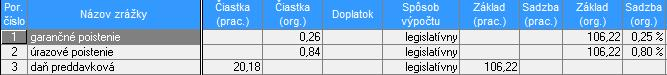 Por. číslo Názov zrážky Čiastka (prac.) Čiastka (org.) Doplatok Spôsob výpočtu Základ (prac.) Sadzba (prac.) Základ (org.) Sadzba (org.)
1 garančné poistenie 0,26 legislatívny 106,22 0,25 %
2 úrazové poistenie 0,84 legislatívny 106,22 0,80 %
3 daň preddavková 20,18 legislatívny 106,22